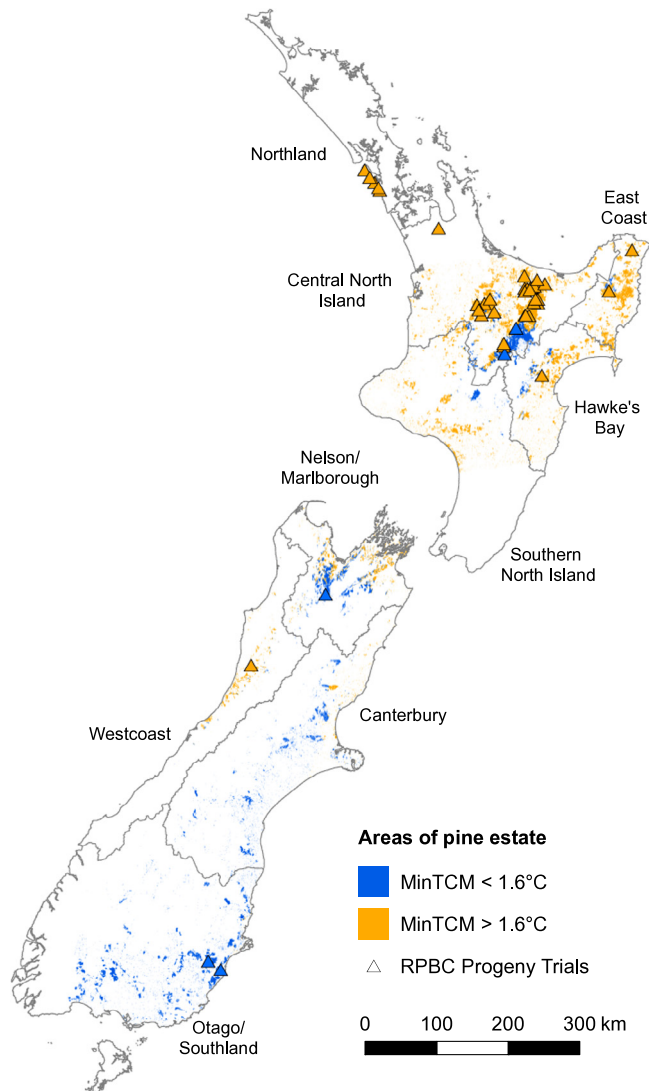 Northland
East
Coast
Central North
Island
Hawke's
Bay
Nelson/
Marlborough
Southern
North Island
Westcoast
Canterbury
Areas of pine estate
MinTCM < 1.6°C
MinTCM > 1.6°C
RPBC Progeny Trials
Otago/
Southland
0 100 200 300 km